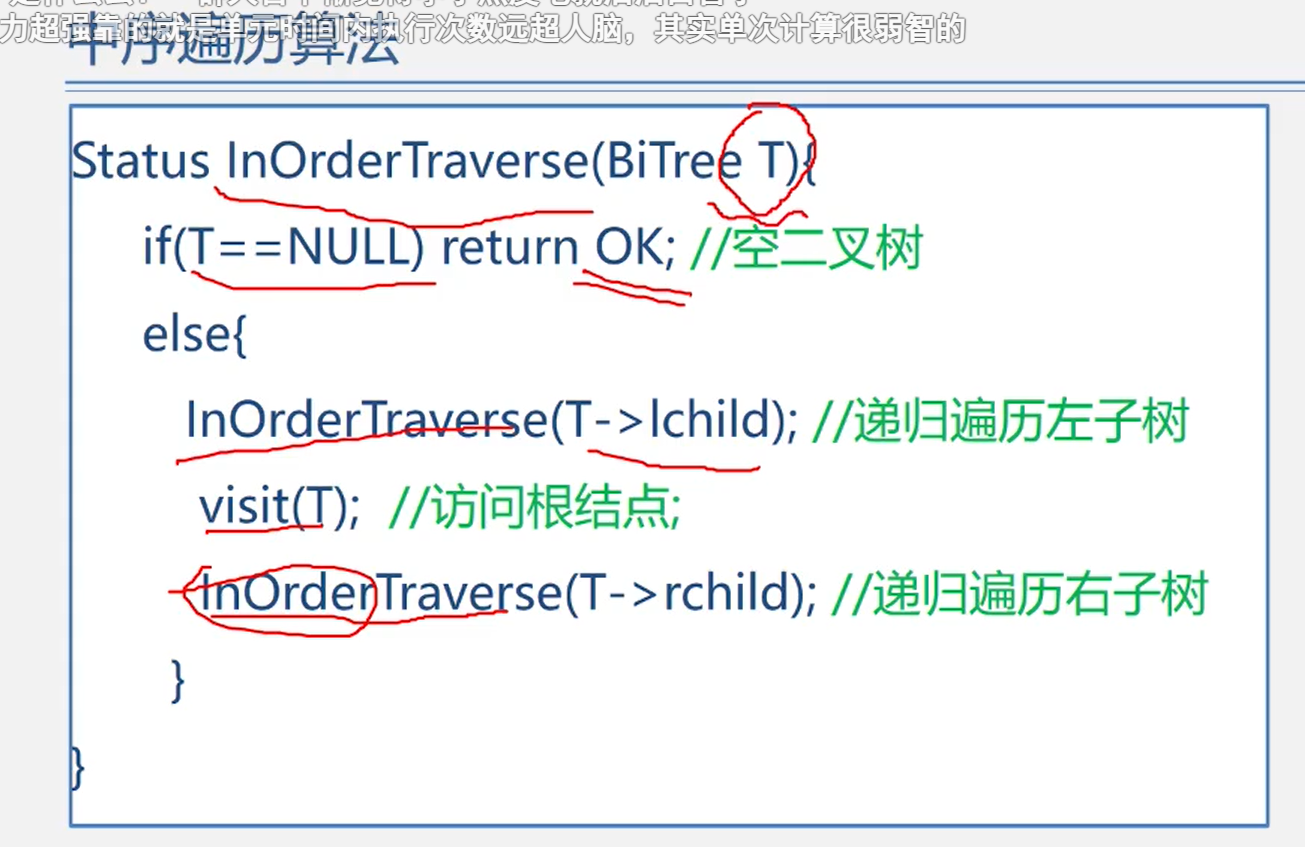 力超强靠的就是单元时间内执行次数远超人脑，其实单次计算很弱智的
中序遍历算法
Status InOrderTraverse(BiTree T){
if(T==NULL) return OK; //空二叉树
else{
InOrderTraverse(T->lchild); //递归遍历左子树
visit(T); //访问根结点;
InOrderTraverse(T->rchild); //递归遍历右子树
}
}